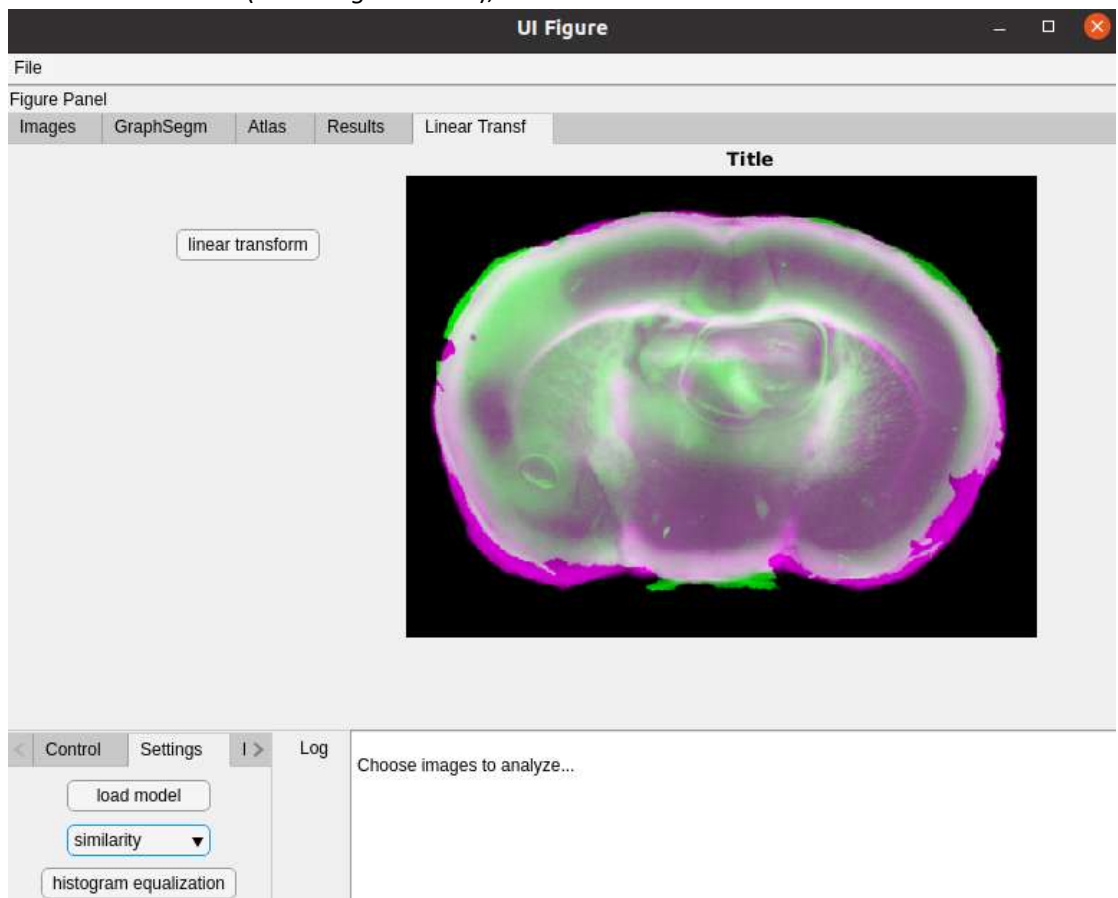 UI Figure
File
Figure Panel
Images GraphSegm Atlas Results Linear Transf
Title
linear transform
Control Settings Log
Choose images to analyze...
load model
similarity
histogram equalization